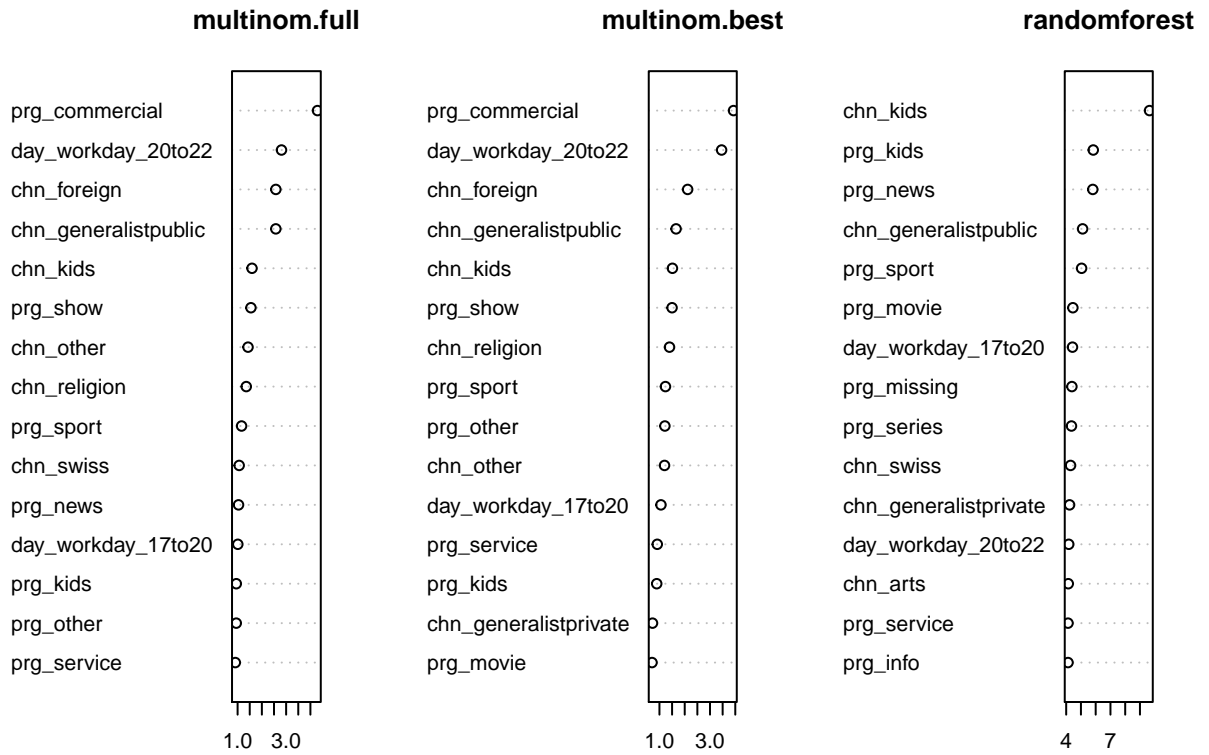 multinom.full
prg_commercial
day_workday_20to22
chn_foreign
chn_generalistpublic
chn_kids
prg_show
chn_other
chn_religion
prg_sport
chn_swiss
prg_news
day_workday_17to20
prg_kids
prg_other
prg_service
1.0 3.0
multinom.best
prg_commercial
day_workday_20to22
chn_foreign
chn_generalistpublic
chn_kids
prg_show
chn_religion
prg_sport
prg_other
chn_other
day_workday_17to20
prg_service
prg_kids
chn_generalistprivate
prg_movie
1.0 3.0
randomforest
chn_kids
prg_kids
prg_news
chn_generalistpublic
prg_sport
prg_movie
day_workday_17to20
prg_missing
prg_series
chn_swiss
chn_generalistprivate
day_workday_20to22
chn_arts
prg_service
prg_info
4 7